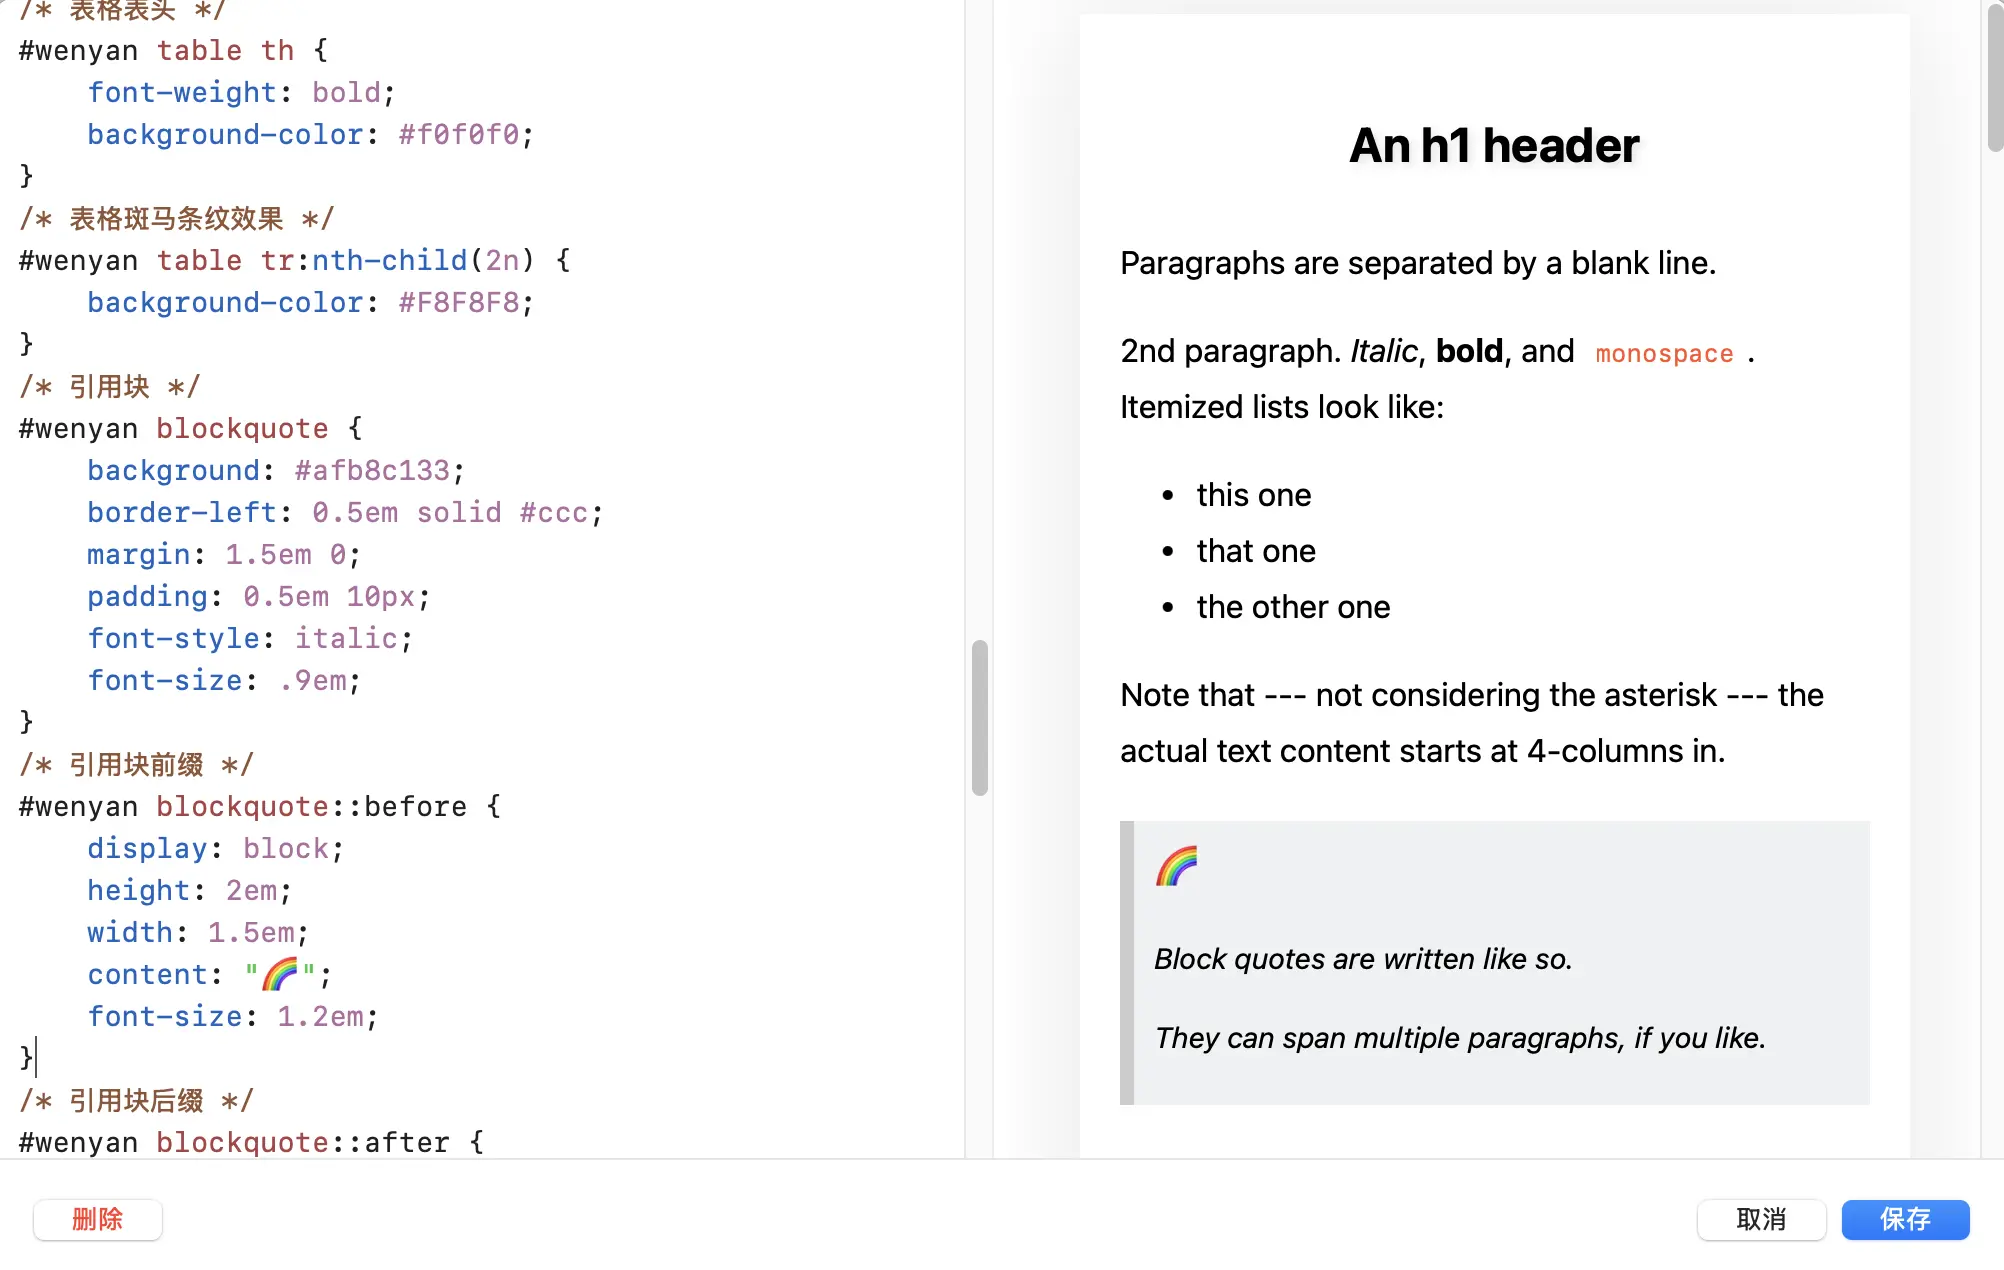 /* 表格表头 */
#wenyan table th {
    font-weight: bold;
    background-color: #f0f0f0;
}
/* 表格斑马条纹效果 */
#wenyan table tr:nth-child(2n) {
    background-color: #F8F8F8;
}
/* 引用块 */
#wenyan blockquote {
    background: #afb8c133;
    border-left: 0.5em solid #ccc;
    margin: 1.5em 0;
    padding: 0.5em 10px;
    font-style: italic;
    font-size: .9em;
}
/* 引用块前缀 */
#wenyan blockquote::before {
    display: block;
    height: 2em;
    width: 1.5em;
    content: "🌈";
    font-size: 1.2em;
}
/* 引用块后缀 */
#wenyan blockquote::after {
An h1 header
Paragraphs are separated by a blank line.
2nd paragraph. Italic, bold, and monospace .
Itemized lists look like:
• this one
• that one
• the other one
Note that --- not considering the asterisk --- the
actual text content starts at 4-columns in.
🌈
Block quotes are written like so.
They can span multiple paragraphs, if you like.
删除
取消
保存